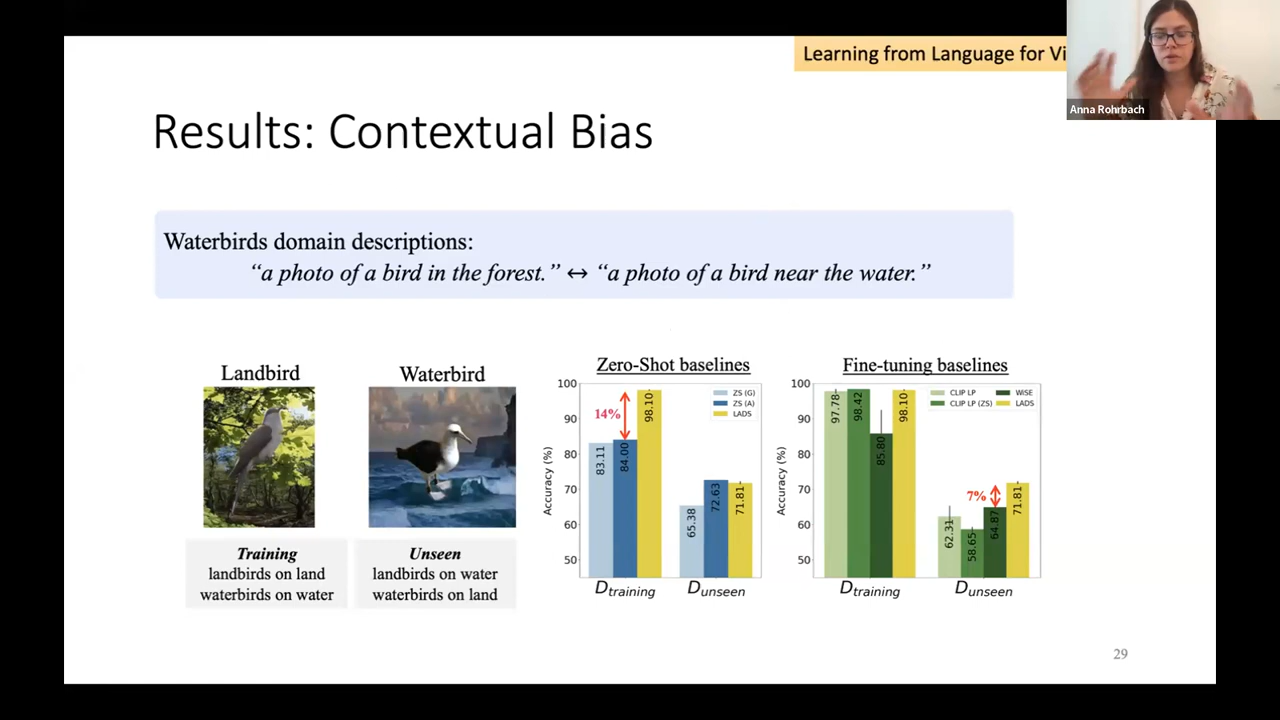 Learning from Language for Vi
Anna Rohrbach
Results: Contextual Bias
Waterbirds domain descriptions:
“a photo of a bird in the forest.” ↔ “a photo of a bird near the water.”
Landbird
Waterbird
Training
landbirds on land
waterbirds on water
Unseen
landbirds on water
waterbirds on land
Zero-Shot baselines
100
90
80
70
60
50
Accuracy (%)
ZS (G)
ZS (A)
LADS
14%
83.11
84.00
98.10
65.38
72.63
71.81
Dtraining
Dunseen
Fine-tuning baselines
100
90
80
70
60
50
Accuracy (%)
CLIP LP
CLIP LP (ZS)
WiSE
LADS
97.78
98.42
85.80
98.10
7%
62.31
58.65
64.87
71.81
Dtraining
Dunseen
29